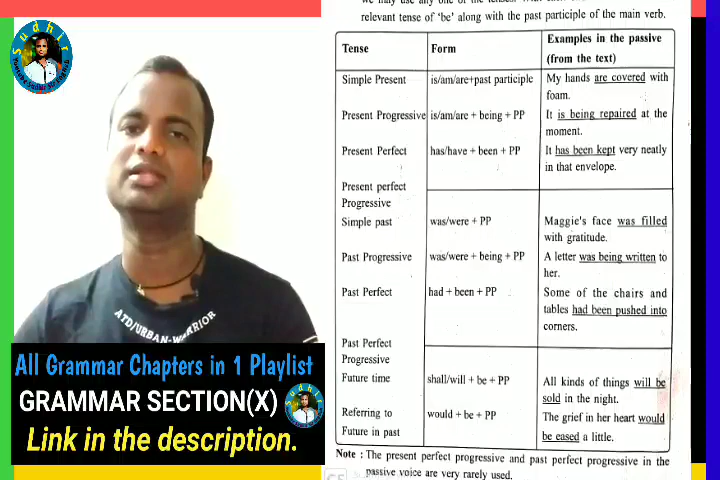 Sudhir
ATD/URBAN-WARRIOR
All Grammar Chapters in 1 Playlist
GRAMMAR SECTION(X)
Sudhir
Link in the description.
relevant tense of ‘be’ along with the past participle of the main verb.
Tense Form Examples in the passive
(from the text)
Simple Present is/am/are+past participle My hands are covered with
foam.
Present Progressive is/am/are + being + PP It is being repaired at the
moment.
Present Perfect has/have + been + PP It has been kept very neatly
in that envelope.
Present perfect
Progressive
Simple past was/were + PP Maggie's face was filled
with gratitude.
Past Progressive was/were + being + PP A letter was being written to
her.
Past Perfect had + been + PP Some of the chairs and
tables had been pushed into
corners.
Past Perfect
Progressive
Future time shall/will + be + PP All kinds of things will be
sold in the night.
Referring to would + be + PP The grief in her heart would
Future in past be eased a little.
Note : The present perfect progressive and past perfect progressive in the
passive voice are very rarely used.